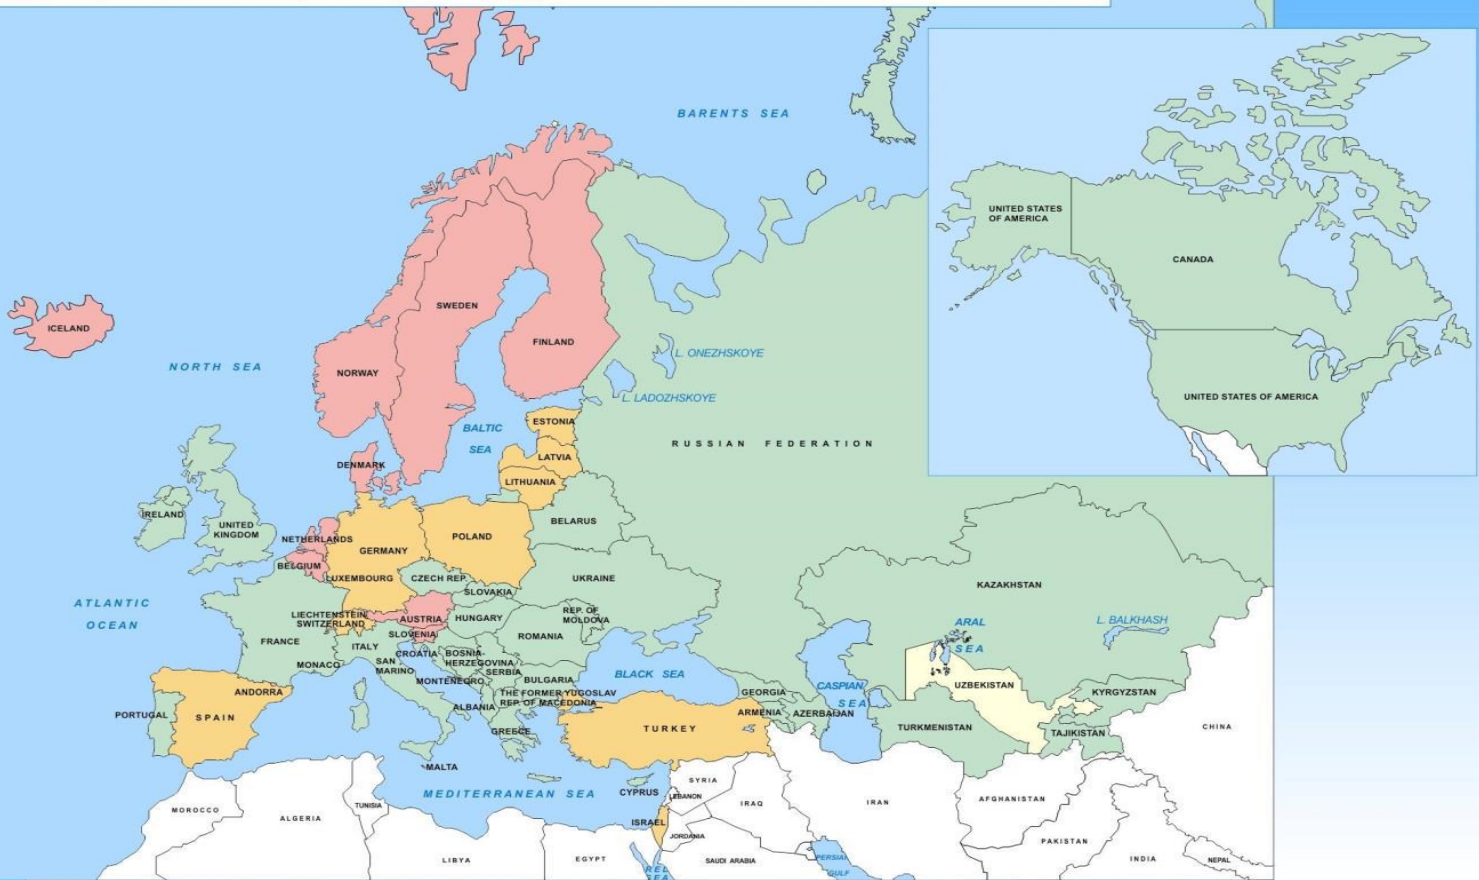 BARENTS SEA
UNITED STATES
OF AMERICA
CANADA
UNITED STATES OF AMERICA
ICELAND
SWEDEN
FINLAND
NORWAY
NORTH SEA
L. ONEZHSKOYE
L. LADOZHSKOYE
RUSSIAN FEDERATION
BALTIC
SEA
ESTONIA
LATVIA
LITHUANIA
DENMARK
IRELAND
UNITED
KINGDOM
NETHERLANDS
BELGIUM
GERMANY
POLAND
BELARUS
LUXEMBOURG
CZECH REP.
SLOVAKIA
UKRAINE
KAZAKHSTAN
ATLANTIC
OCEAN
LIECHTENSTEIN
SWITZERLAND
AUSTRIA
HUNGARY
REP. OF
MOLDOVA
SLOVENIA
ROMANIA
FRANCE
ITALY
CROATIA
BOSNIA-
HERZEGOVINA
SAN
MARINO
MONACO
SERBIA
MONTENEGRO
BULGARIA
BLACK SEA
ARAL
SEA
L. BALKHASH
UZBEKISTAN
KYRGYZSTAN
ANDORRA
THE FORMER YUGOSLAV
REP. OF MACEDONIA
ALBANIA
GEORGIA
CASPIAN
SEA
ARMENIA
AZERBAIJAN
TURKMENISTAN
TAJIKISTAN
CHINA
PORTUGAL
SPAIN
GREECE
TURKEY
MALTA
MEDITERRANEAN SEA
CYPRUS
SYRIA
LEBANON
IRAQ
IRAN
AFGHANISTAN
MOROCCO
ALGERIA
TUNISIA
ISRAEL
JORDANIA
PAKISTAN
LIBYA
EGYPT
SAUDI ARABIA
PERSIAN
GULF
INDIA
NEPAL
RED
SEA